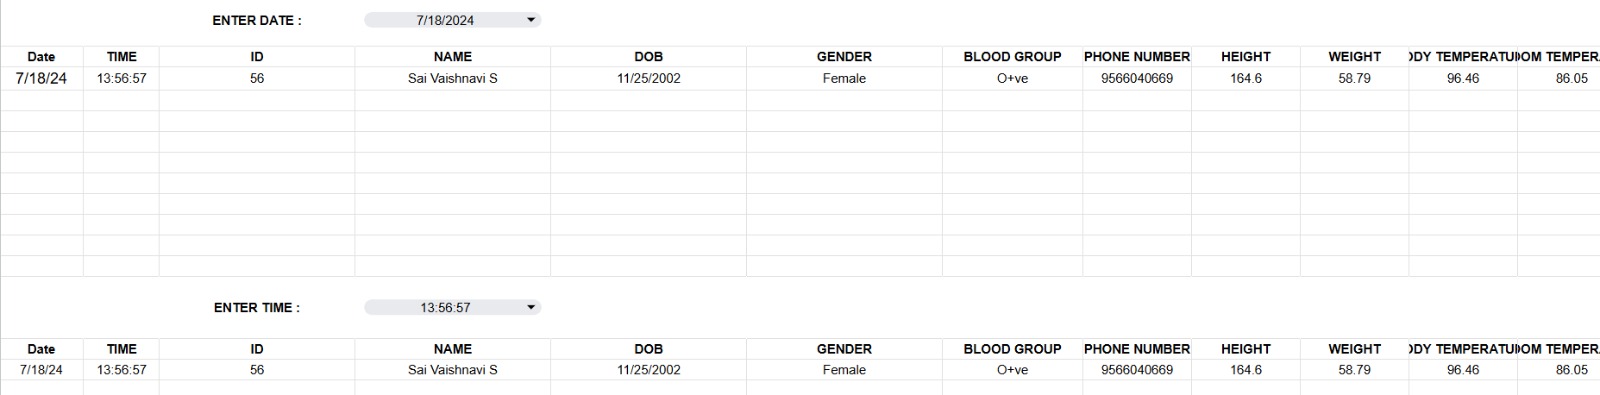 ENTER DATE : 7/18/2024
Date TIME ID NAME DOB GENDER BLOOD GROUP PHONE NUMBER HEIGHT WEIGHT ODY TEMPERATU OM TEMPER
7/18/24 13:56:57 56 Sai Vaishnavi S 11/25/2002 Female O+ve 9566040669 164.6 58.79 96.46 86.05
ENTER TIME : 13:56:57
Date TIME ID NAME DOB GENDER BLOOD GROUP PHONE NUMBER HEIGHT WEIGHT ODY TEMPERATU OM TEMPER
7/18/24 13:56:57 56 Sai Vaishnavi S 11/25/2002 Female O+ve 9566040669 164.6 58.79 96.46 86.05